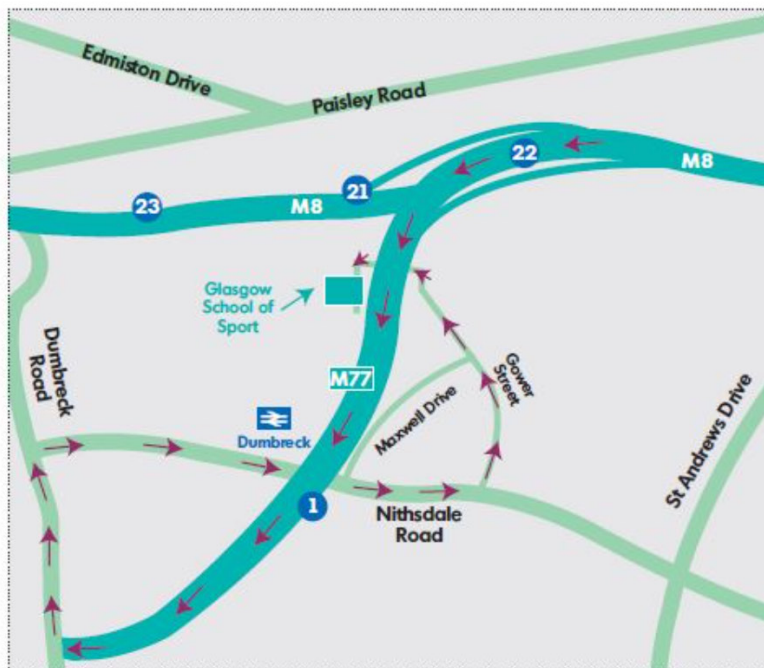 Edmiston Drive
Paisley Road
22
M8
21
23
M8
Glasgow
School of
Sport
Dumbreck
Road
M77
Gower
Street
Maxwell Drive
St Andrews Drive
Dumbreck
1
Nithsdale
Road